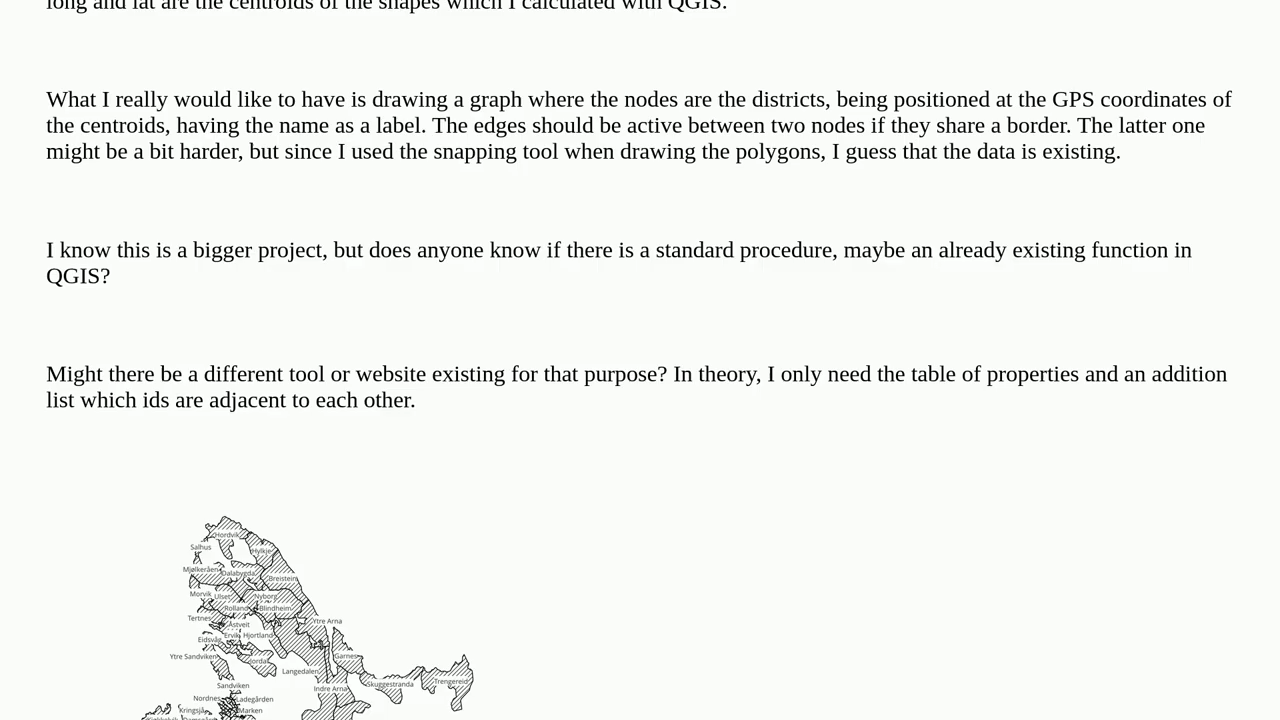 long and lat are the centroids of the shapes which I calculated with QGIS.
What I really would like to have is drawing a graph where the nodes are the districts, being positioned at the GPS coordinates of
the centroids, having the name as a label. The edges should be active between two nodes if they share a border. The latter one
might be a bit harder, but since I used the snapping tool when drawing the polygons, I guess that the data is existing.
I know this is a bigger project, but does anyone know if there is a standard procedure, maybe an already existing function in
QGIS?
Might there be a different tool or website existing for that purpose? In theory, I only need the table of properties and an addition
list which ids are adjacent to each other.
Hordvik
Salhus
Hylkje
Mjølkeråen
Dalabygda
Breistein
Morvik
Ulset
Nyborg
Rolland
Blindheim
Tertnes
Åstveit
Ytre Arna
Eidsvåg
Ervik
Hjortland
Ytre Sandviken
Jordal
Garnes
Langedalen
Sandviken
Indre Arna
Skuggestranda
Trengereid
Nordnes
Ladegården
Kringsjå
Marken